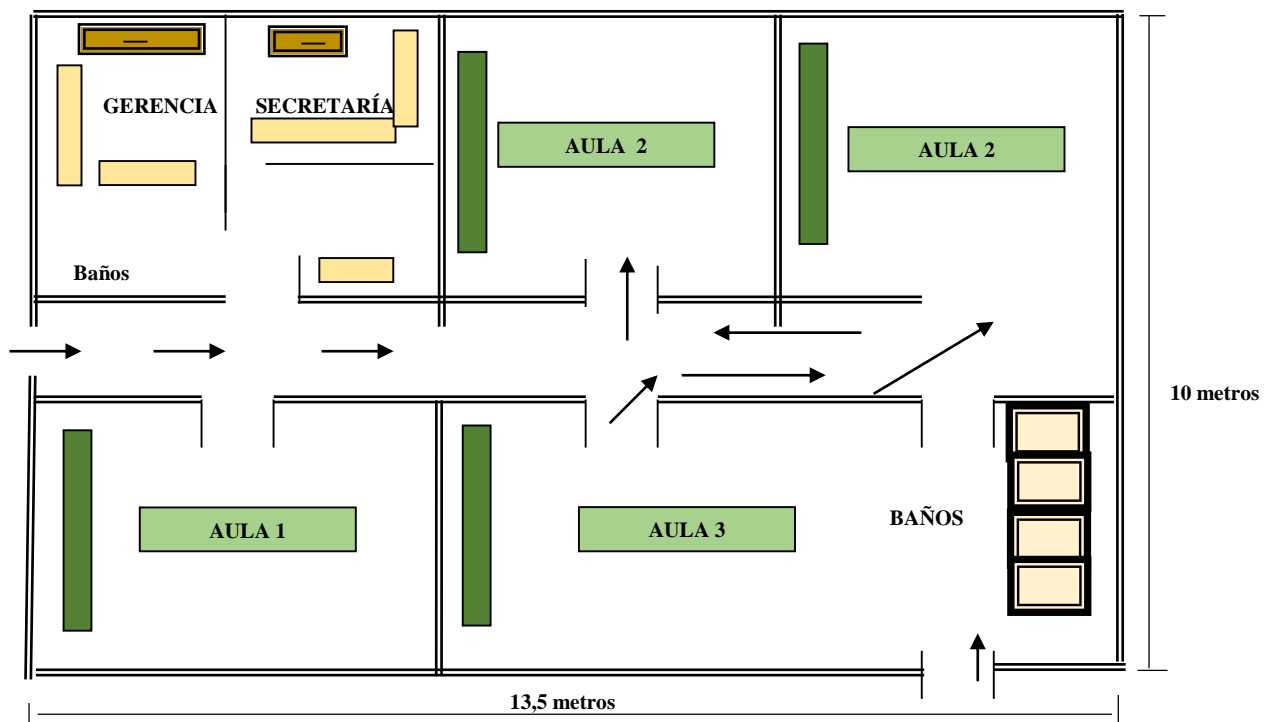 GERENCIA
SECRETARÍA
AULA  2
AULA 2
Baños
10 metros
AULA 1
AULA 3
BAÑOS
13,5 metros